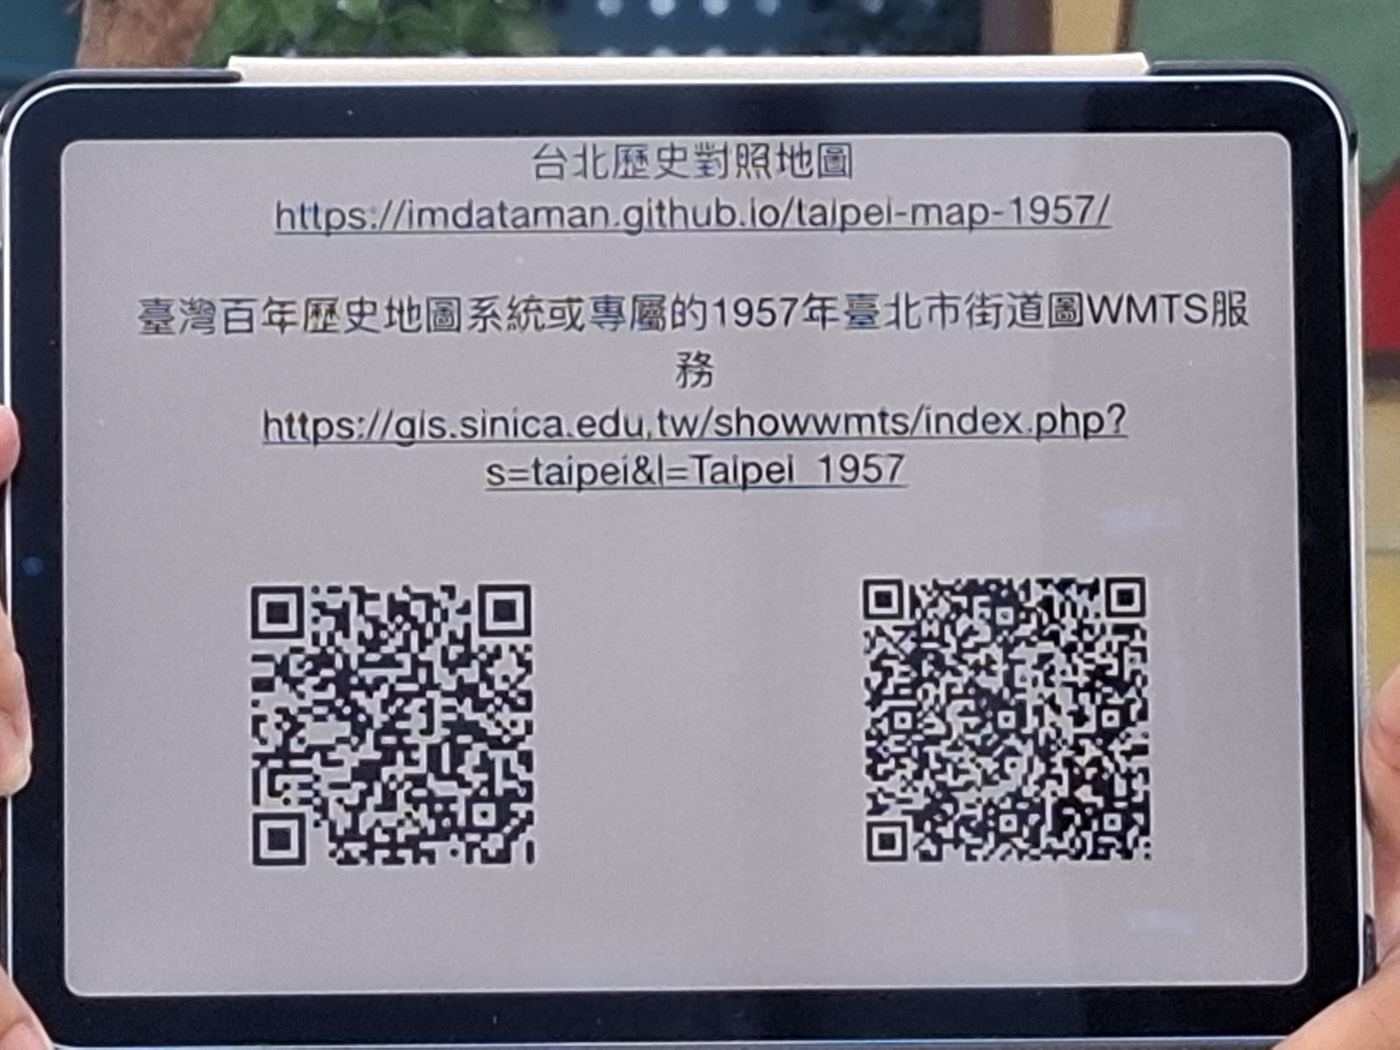 台北歷史對照地圖
https://imdataman.github.io/taipei-map-1957/
臺灣百年歷史地圖系統或專屬的1957年臺北市街道圖WMTS服
務
https://gis.sinica.edu.tw/showwmts/index.php?
s=taipei&l=Taipei_1957